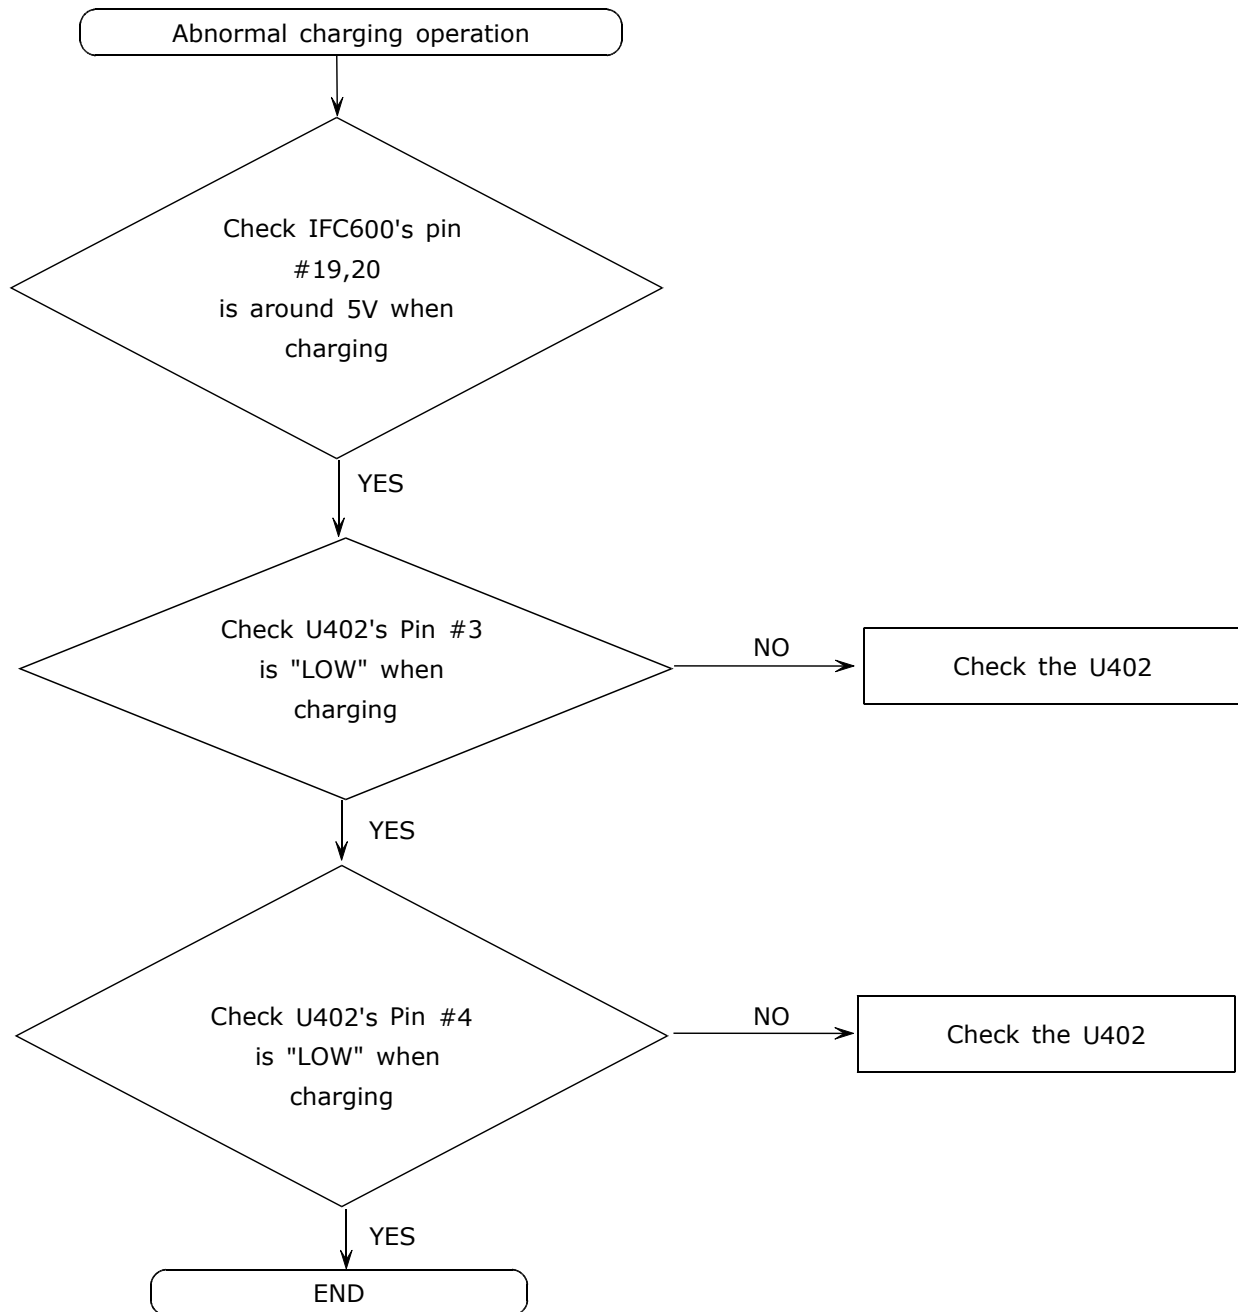 Abnormal charging operation
Check IFC600's pin
#19,20
is around 5V when
charging
YES
Check U402's Pin #3
is "LOW" when
charging
NO
Check the U402
YES
Check U402's Pin #4
is "LOW" when
charging
NO
Check the U402
YES
END